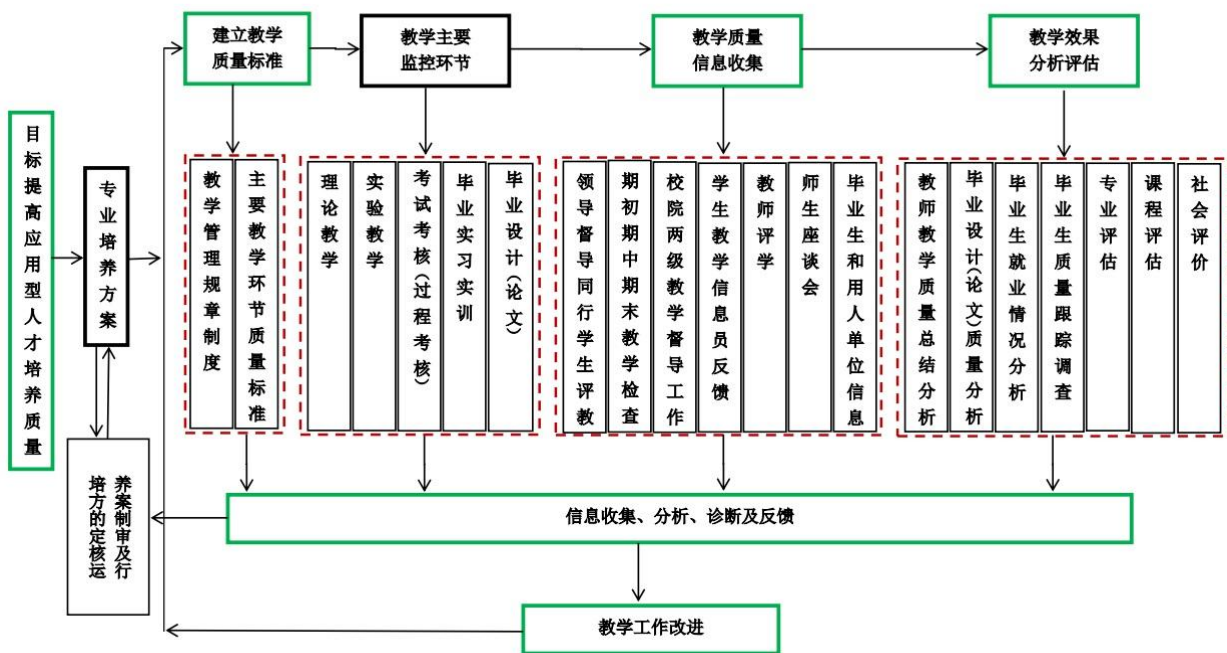 建立教学
质量标准
教学主要
监控环节
教学质量
信息收集
教学效果
分析评估
目标提高应用型人才培养质量
专业培养方案
教学管理规章制度
主要教学环节质量标准
理论教学
实验教学
考试考核(过程考核)
毕业实习实训
毕业设计(论文)
领导督导同行学生评教
期初期中期末教学检查
校院两级教学督导工作
学生教学信息员反馈
教师评学
师生座谈会
毕业生和用人单位信息
教师教学质量总结分析
毕业设计(论文)质量分析
毕业生就业情况分析
毕业生质量跟踪调查
专业评估
课程评估
社会评价
养案制审及行
培方的定核运
信息收集、分析、诊断及反馈
教学工作改进